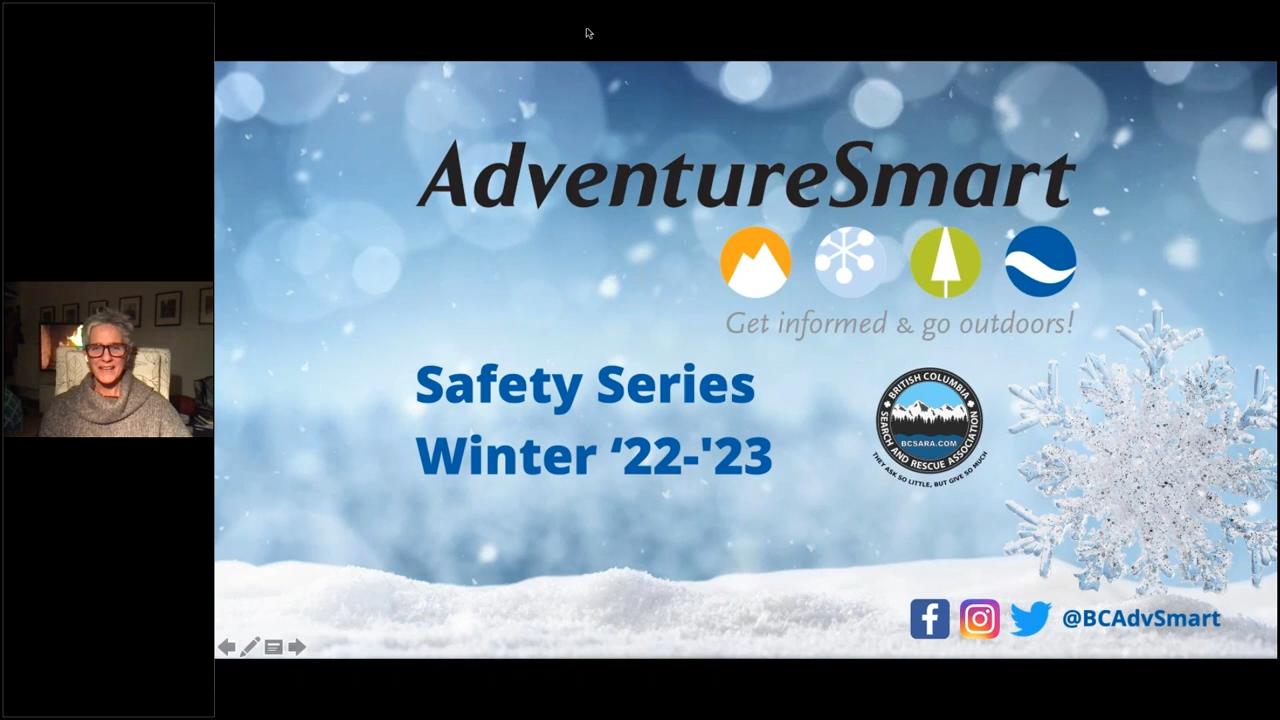 AdventureSmart
Get informed & go outdoors!
Safety Series
Winter ‘22-'23
BRITISH COLUMBIA
SEARCH AND RESCUE ASSOCIATION
BCSARA.COM
THEY ASK SO LITTLE, BUT GIVE SO MUCH
@BCAdvSmart